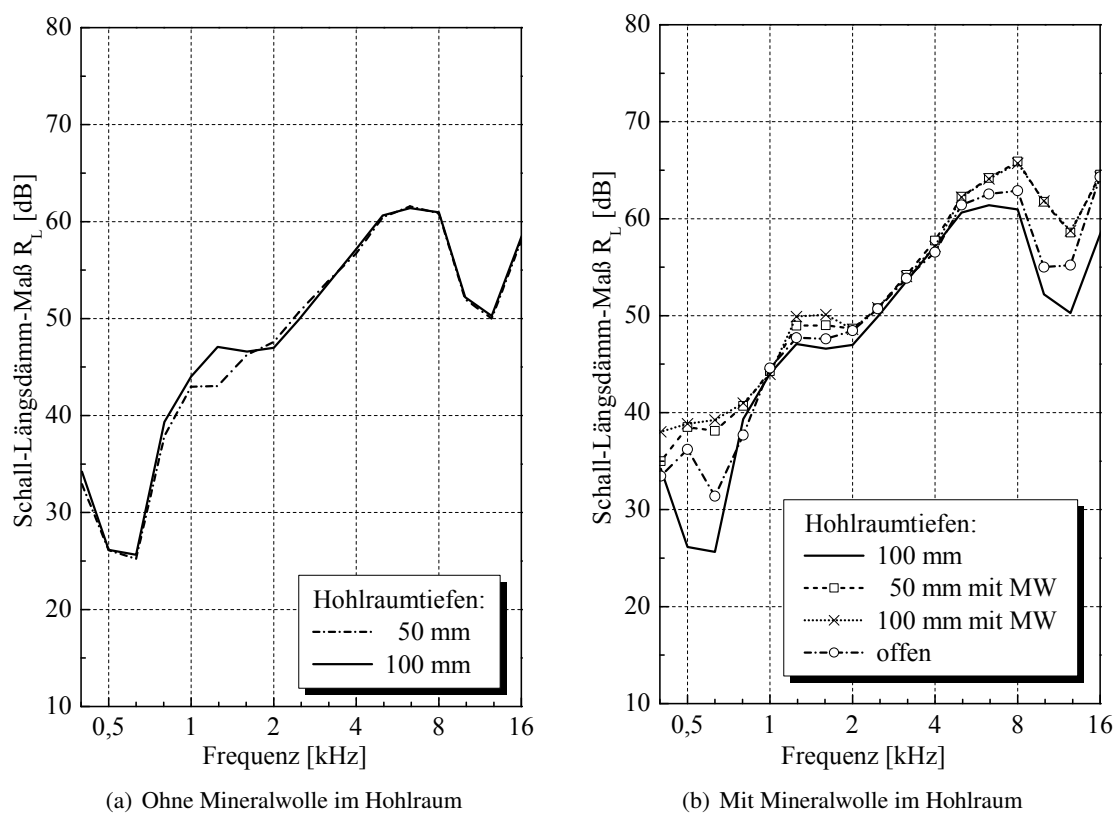 80
70
60
50
40
30
20
10
Schall-Längsdämm-Maß R_L [dB]
0,5 1 2 4 8 16
Frequenz [kHz]
Hohlraumtiefen:
50 mm
100 mm
(a) Ohne Mineralwolle im Hohlraum
80
70
60
50
40
30
20
10
Schall-Längsdämm-Maß R_L [dB]
0,5 1 2 4 8 16
Frequenz [kHz]
Hohlraumtiefen:
100 mm
50 mm mit MW
100 mm mit MW
offen
(b) Mit Mineralwolle im Hohlraum